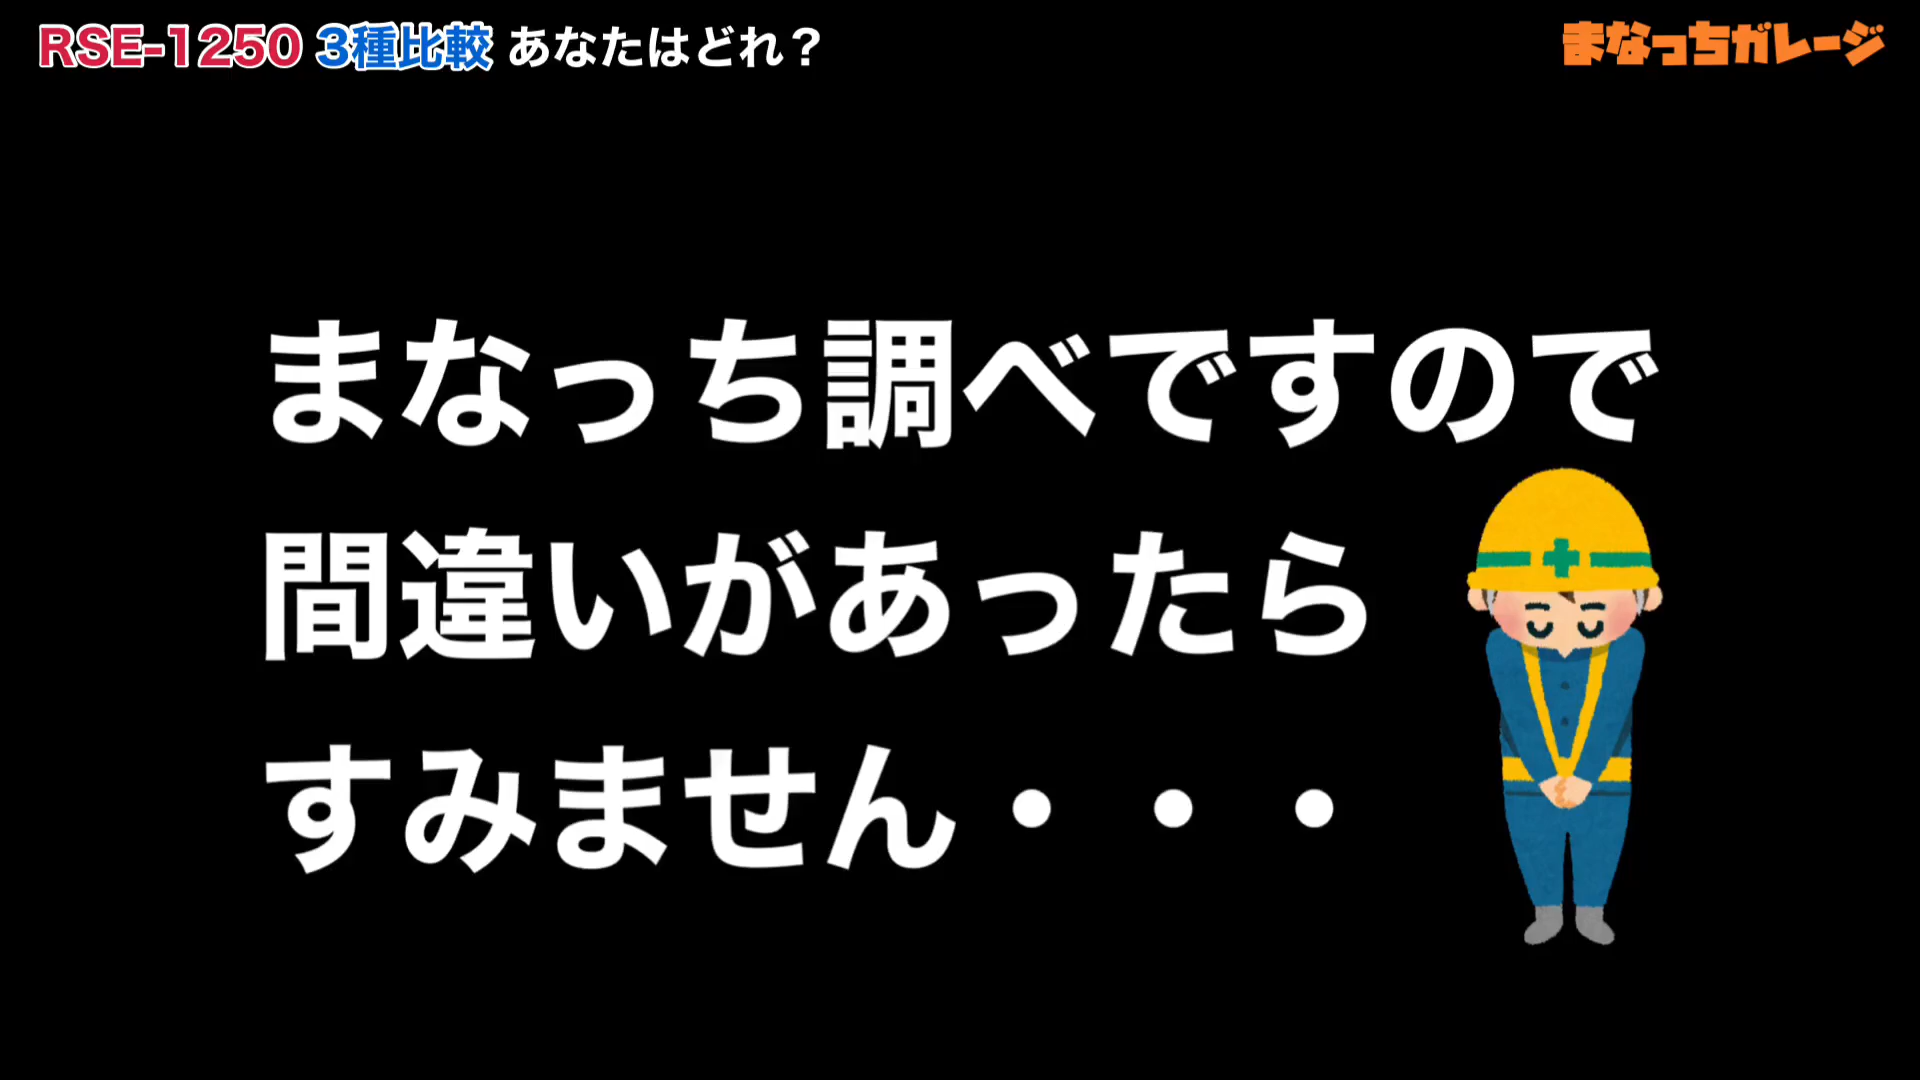 RSE-1250 3種比較 あなたはどれ？
まなっちガレージ
まなっち調べですので
間違いがあったら
すみません・・・